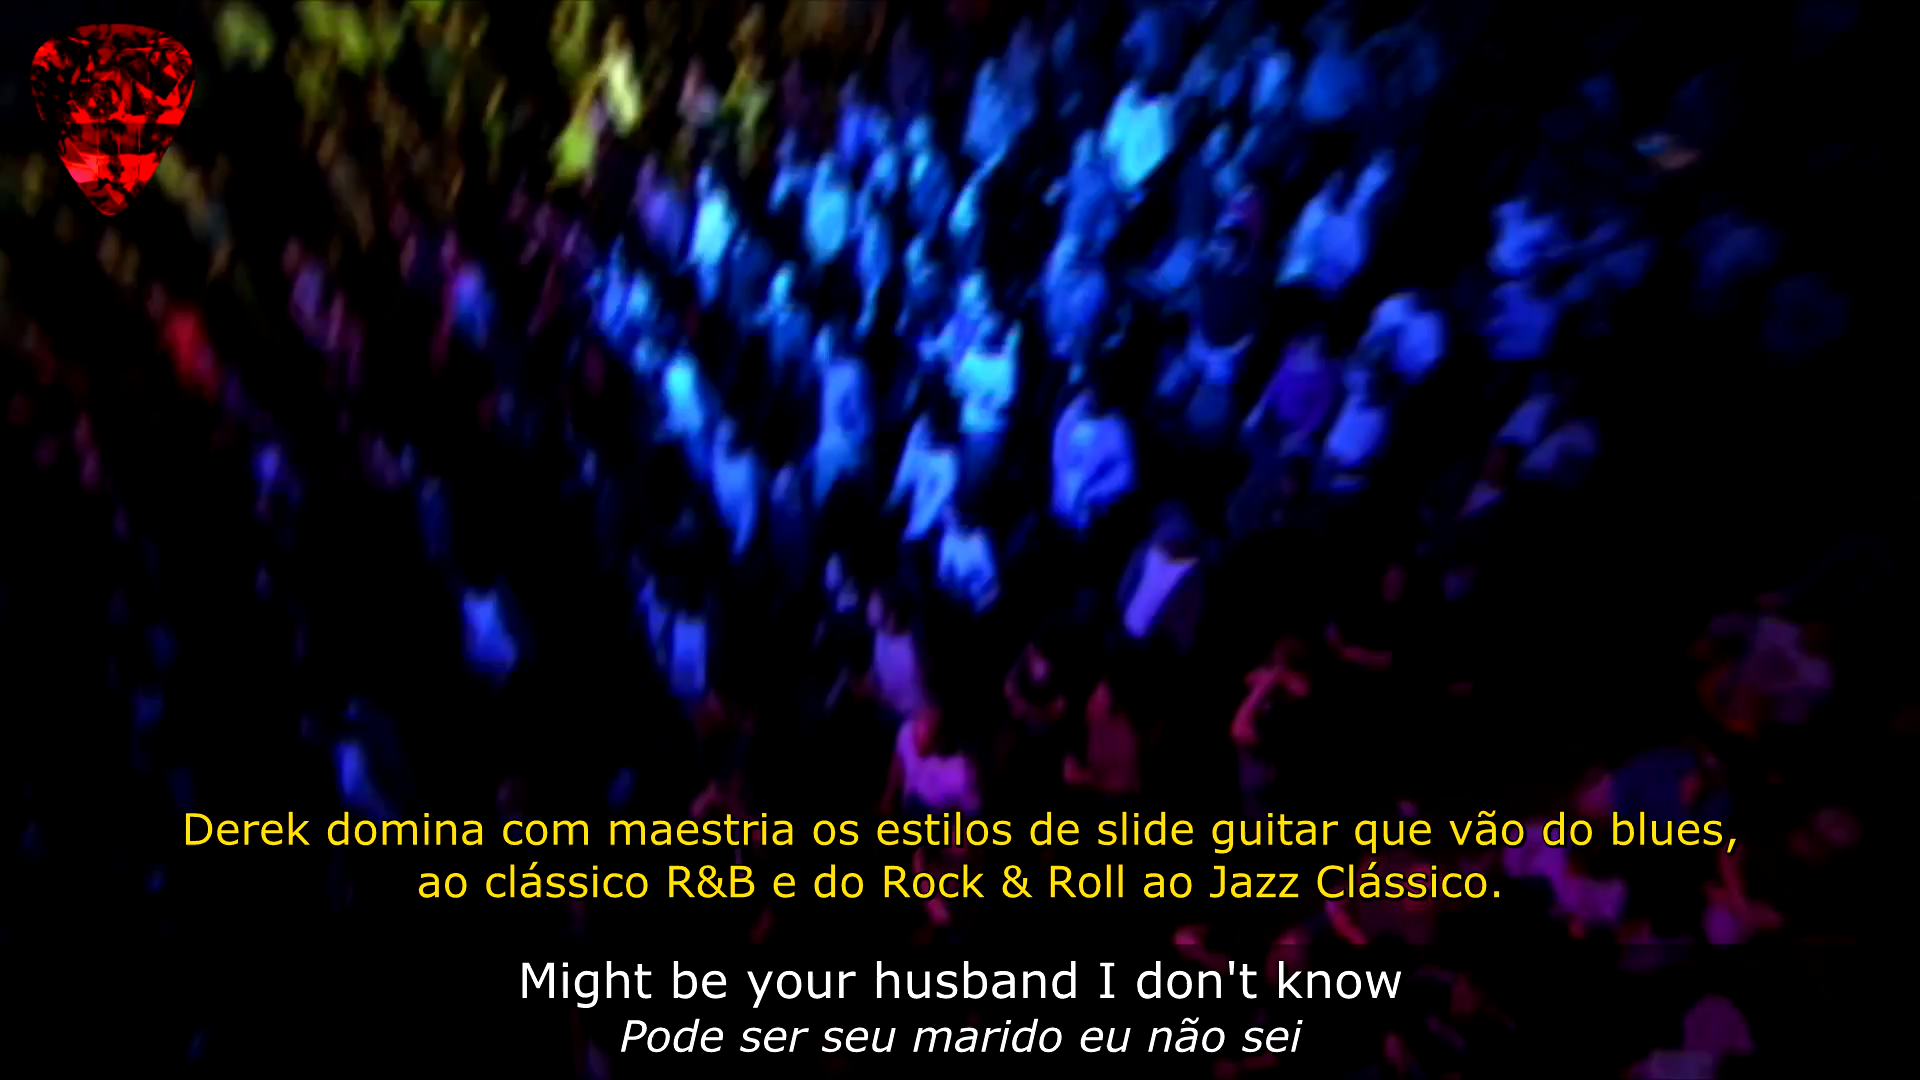 Derek domina com maestria os estilos de slide guitar que vão do blues,
ao clássico R&B e do Rock & Roll ao Jazz Clássico.
Might be your husband I don't know
Pode ser seu marido eu não sei